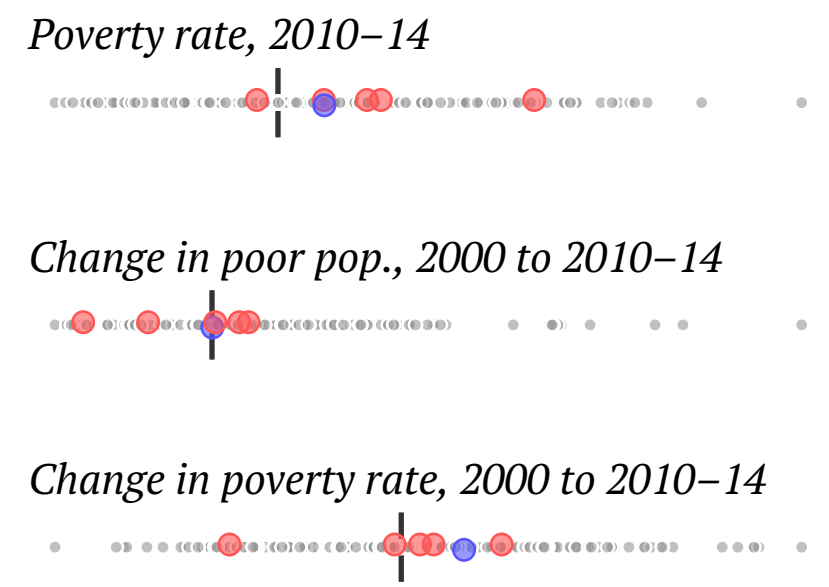 Poverty rate, 2010–14
Change in poor pop., 2000 to 2010–14
Change in poverty rate, 2000 to 2010–14